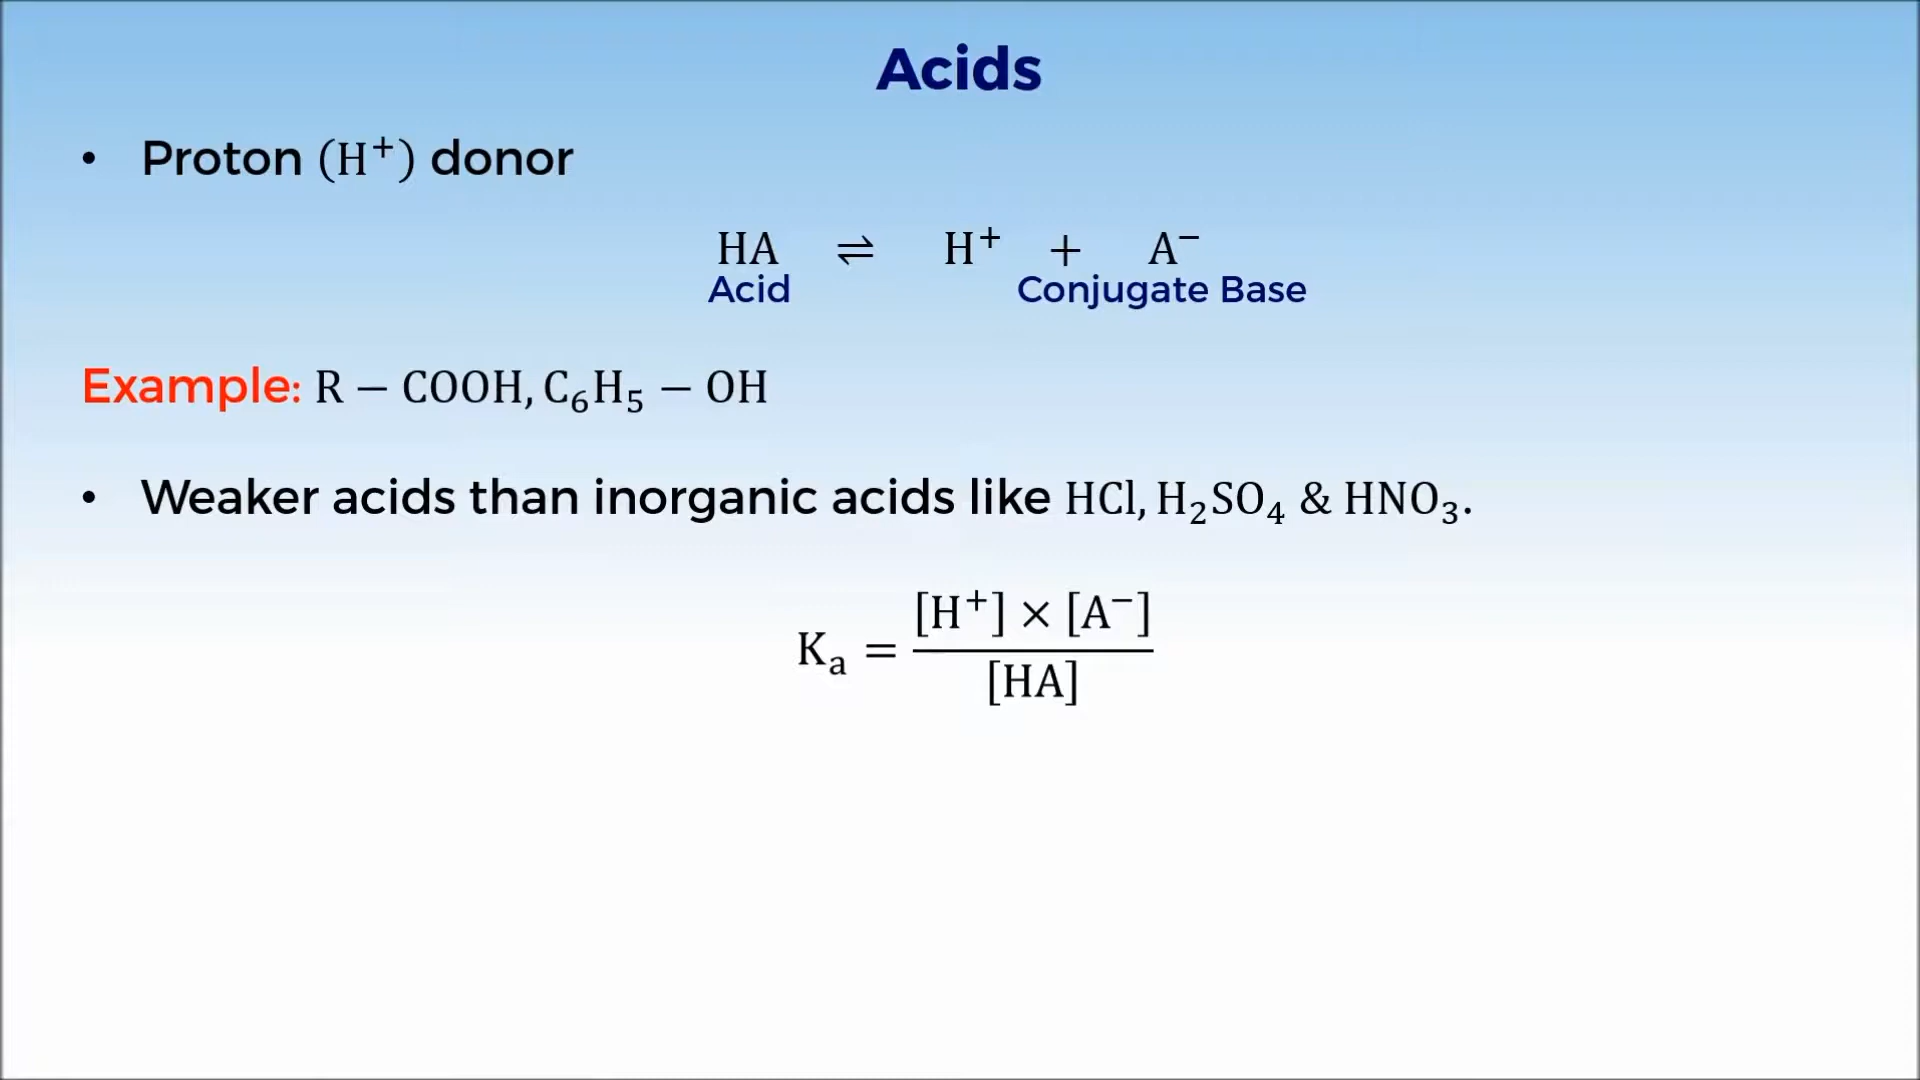 Acids
• Proton (H⁺) donor
HA ⇌ H⁺ + A⁻
Acid Conjugate Base
Example: R − COOH, C₆H₅ − OH
• Weaker acids than inorganic acids like HCl, H₂SO₄ & HNO₃.
[H⁺] × [A⁻]
Kₐ =
[HA]